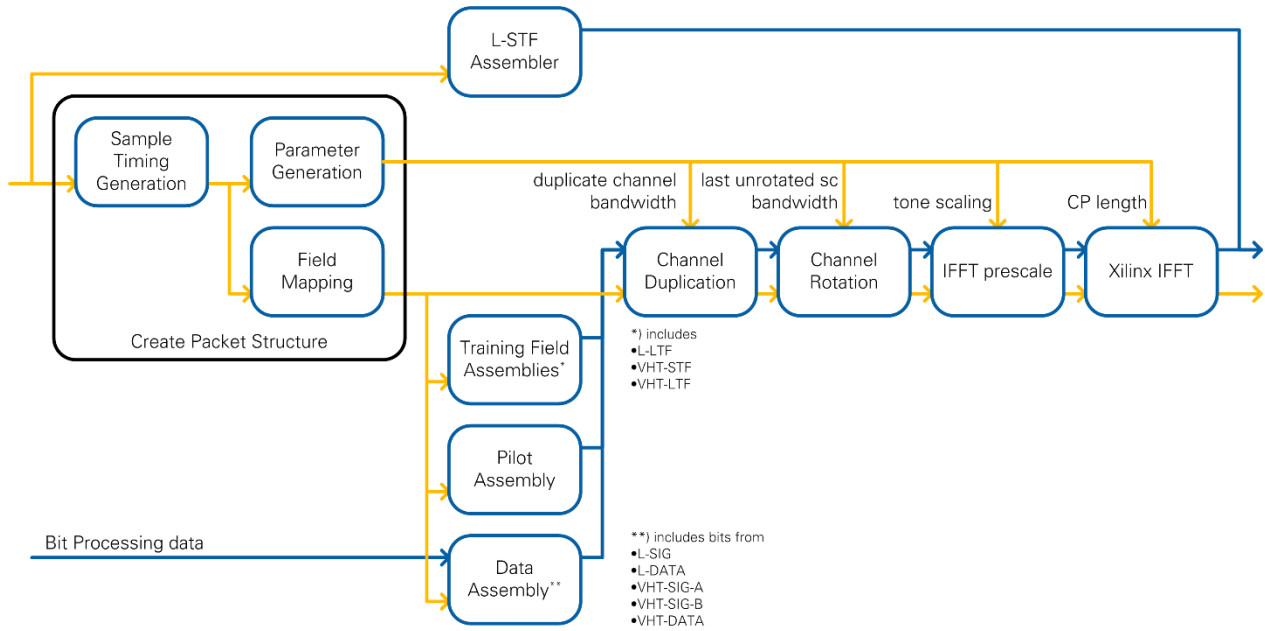 L-STF
Assembler
Sample
Timing
Generation
Parameter
Generation
duplicate channel
bandwidth
last unrotated sc
bandwidth
tone scaling
CP length
Field
Mapping
Channel
Duplication
Channel
Rotation
IFFT prescale
Xilinx IFFT
Create Packet Structure
Training Field
Assemblies*
*) includes
•L-LTF
•VHT-STF
•VHT-LTF
Pilot
Assembly
Bit Processing data
Data
Assembly**
**) includes bits from
•L-SIG
•L-DATA
•VHT-SIG-A
•VHT-SIG-B
•VHT-DATA